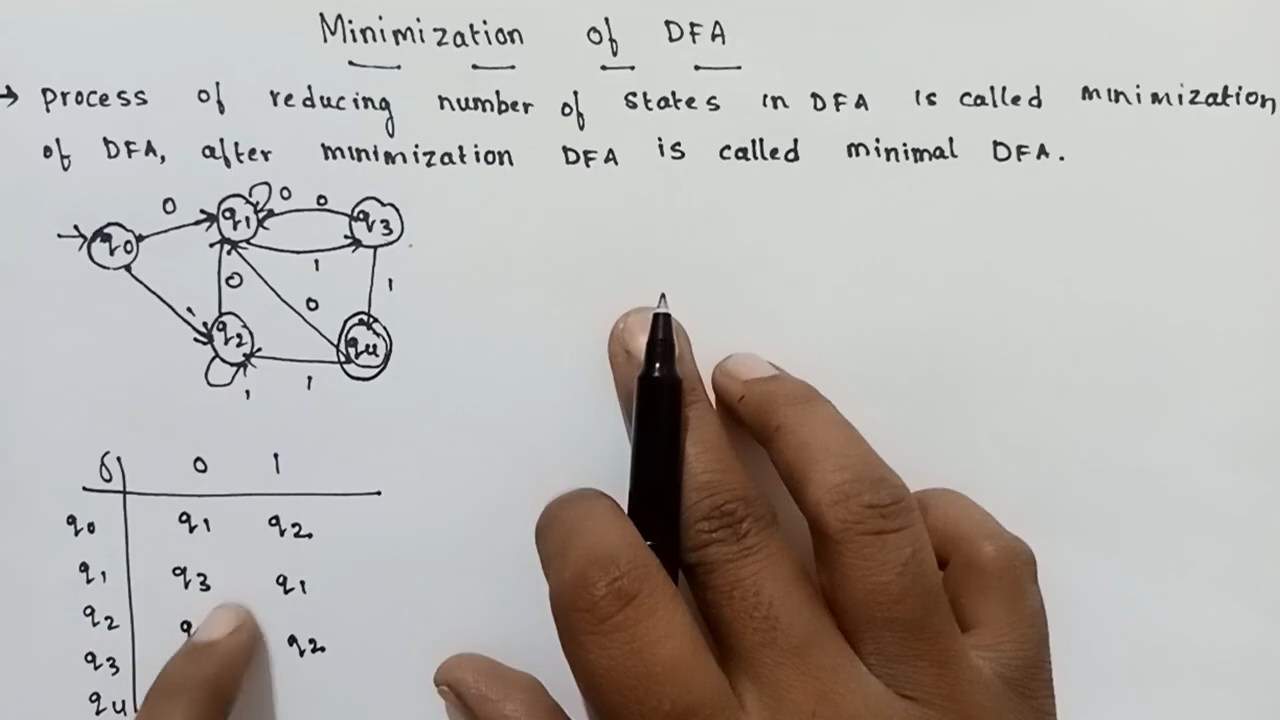 Minimization of DFA
→ process of reducing number of states in DFA is called minimization
of DFA, after minimization DFA is called minimal DFA.
0 0 0
q0 q1 q3
1
0 1
0
1 q2 q4
1 1
δ 0 1
q0 q1 q2
q1 q3 q1
q2 q q2
q3
q4